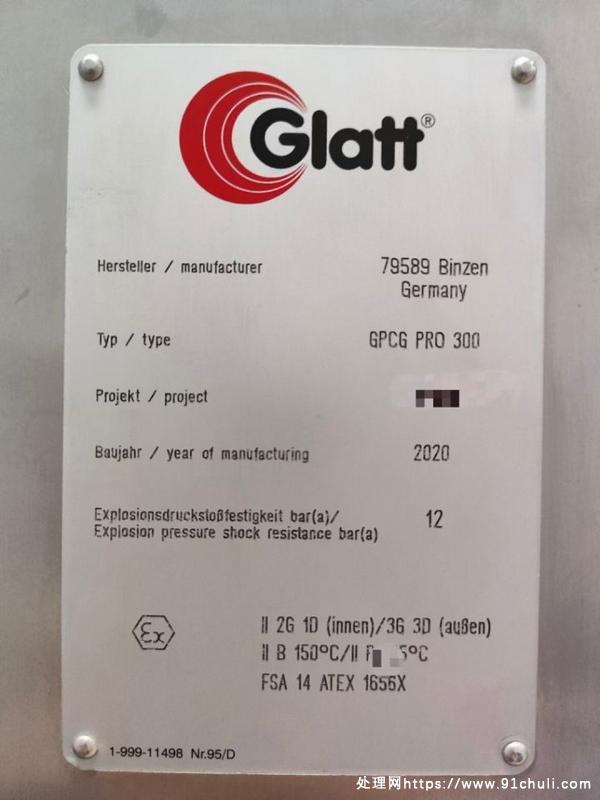 Glatt®
Hersteller / manufacturer 79589 Binzen
Germany
Typ / type GPCG PRO 300
Projekt / project
Baujahr / year of manufacturing 2020
Explosionsdruckstoßfestigkeit bar(a)/
Explosion pressure shock resistance bar(a) 12
Ex
II 2G 1D (innen)/3G 3D (außen)
II B 150°C/II 5°C
FSA 14 ATEX 1656X
1-999-11498 Nr.95/D
处理网https://www.91chuli.com/